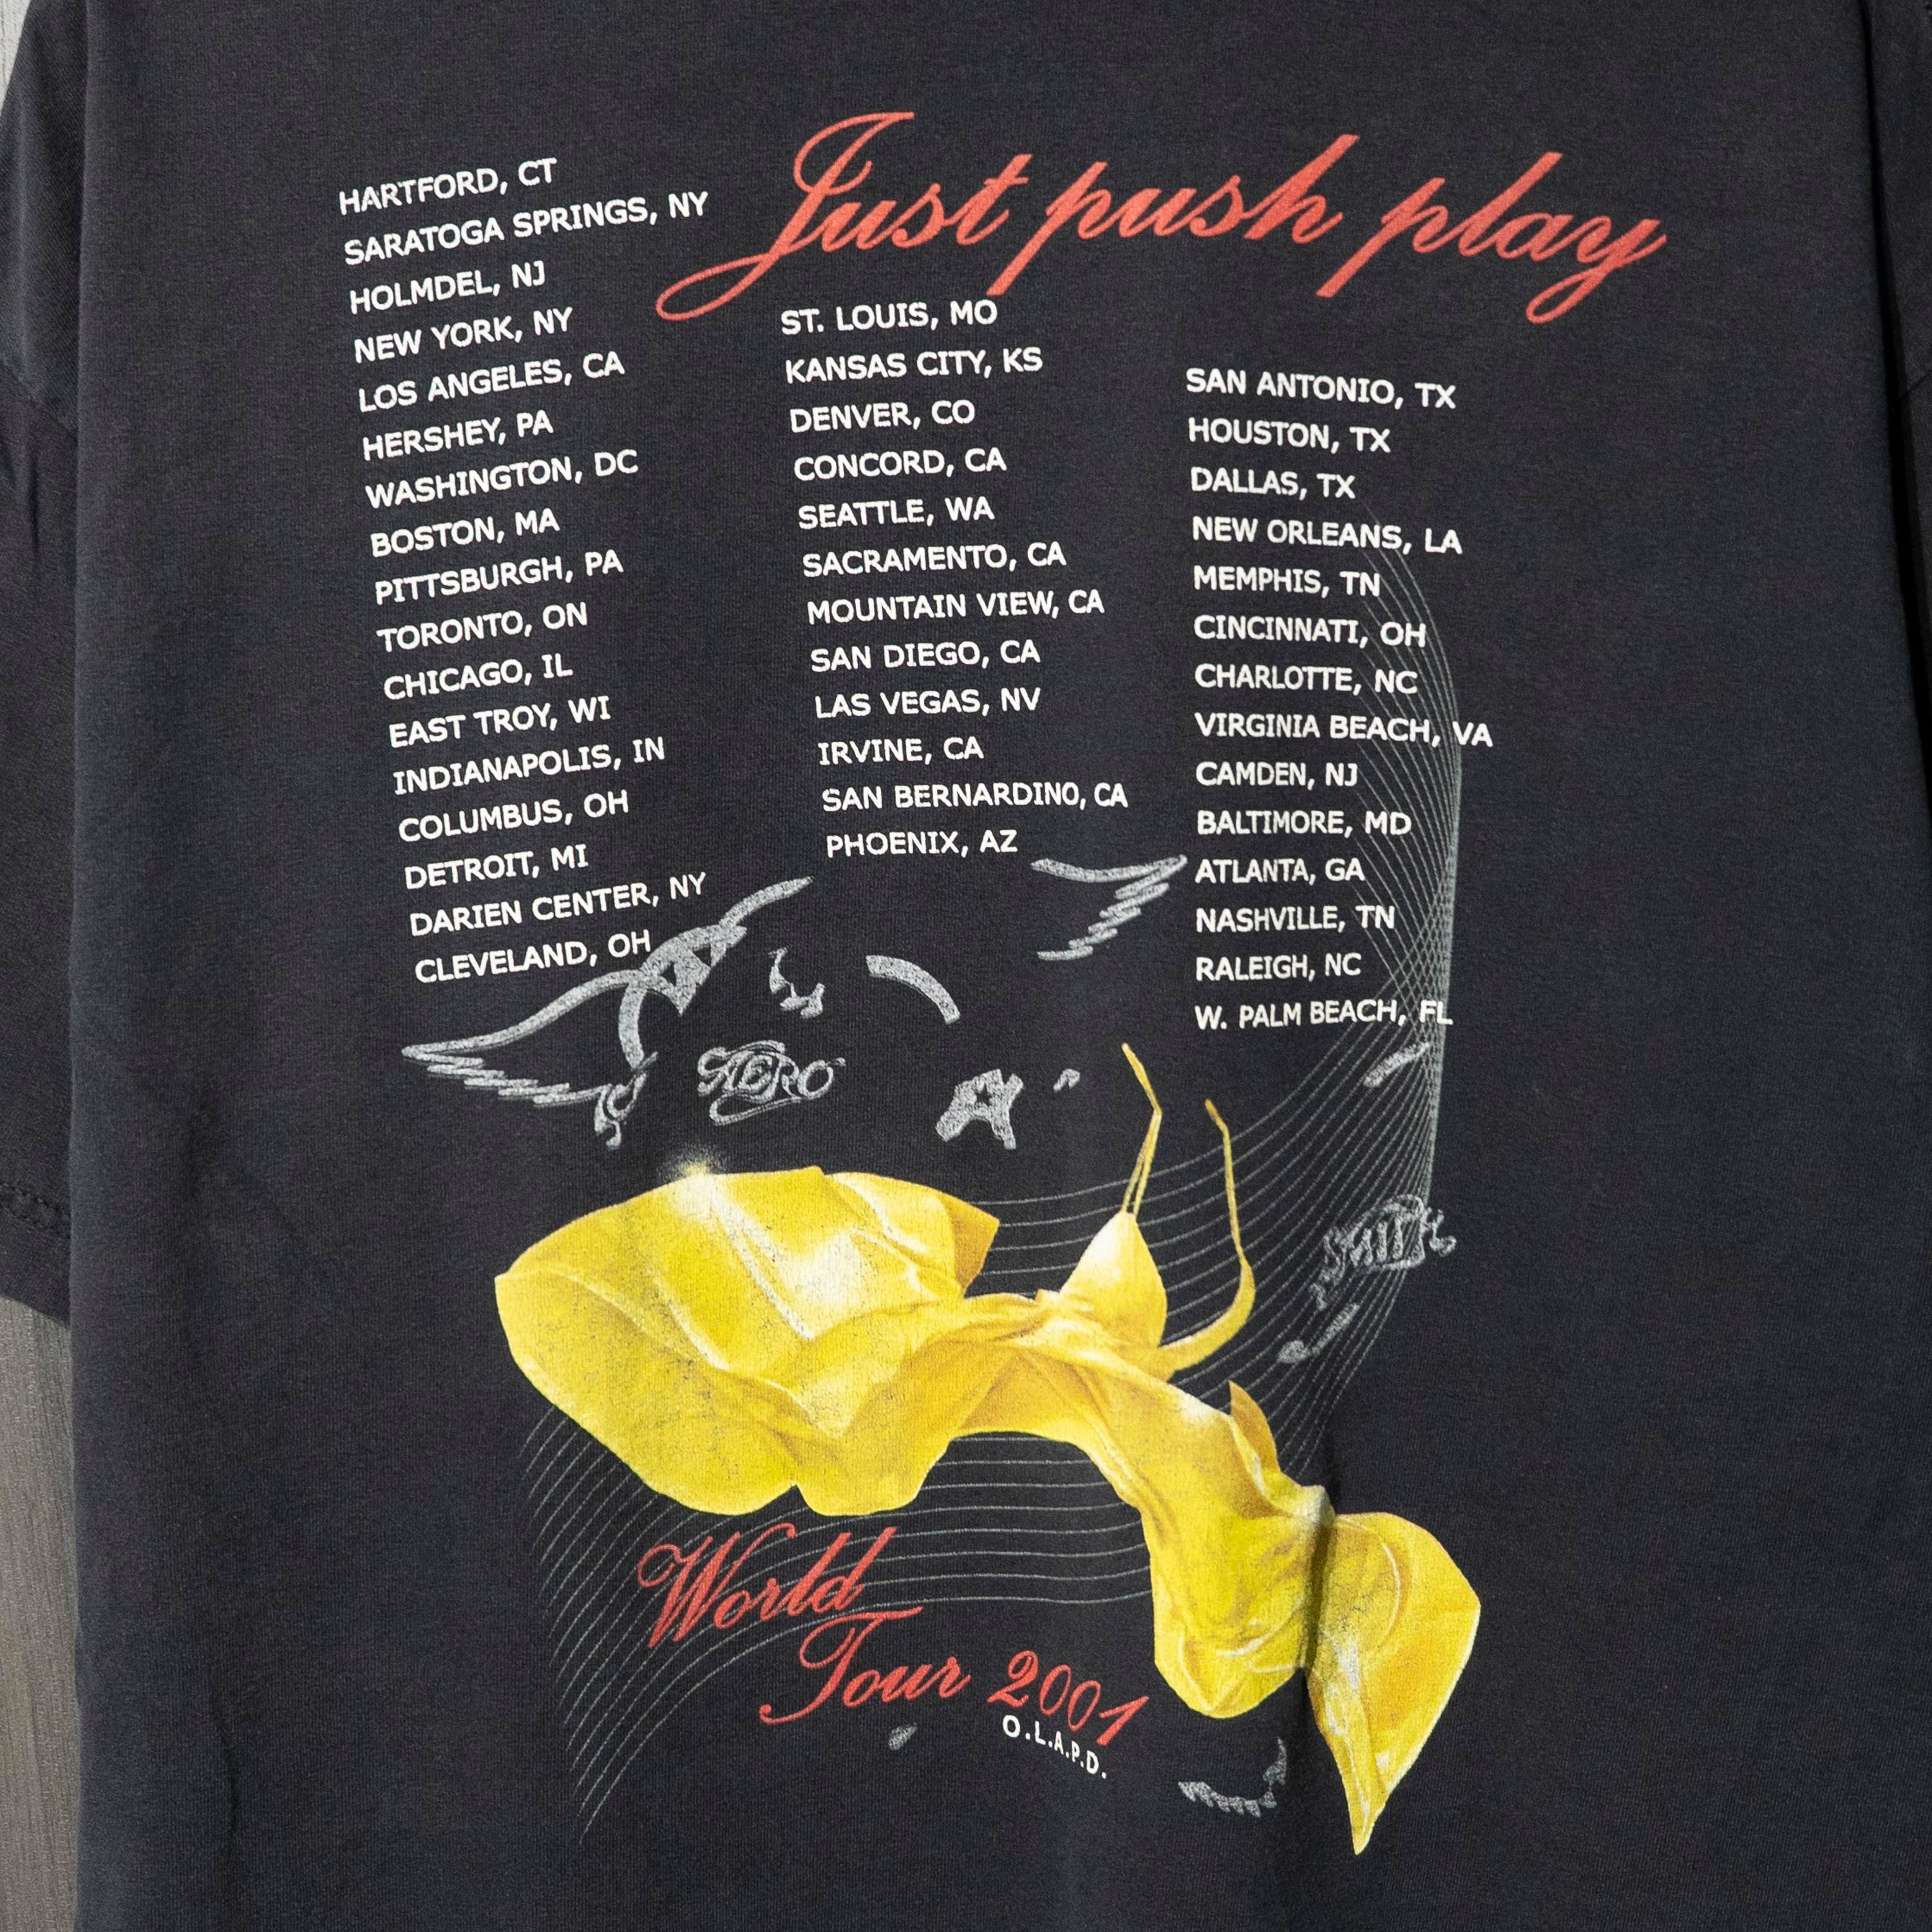 Just push play
HARTFORD, CT
SARATOGA SPRINGS, NY
HOLMDEL, NJ
NEW YORK, NY
LOS ANGELES, CA
HERSHEY, PA
WASHINGTON, DC
BOSTON, MA
PITTSBURGH, PA
TORONTO, ON
CHICAGO, IL
EAST TROY, WI
INDIANAPOLIS, IN
COLUMBUS, OH
DETROIT, MI
DARIEN CENTER, NY
CLEVELAND, OH
ST. LOUIS, MO
KANSAS CITY, KS
DENVER, CO
CONCORD, CA
SEATTLE, WA
SACRAMENTO, CA
MOUNTAIN VIEW, CA
SAN DIEGO, CA
LAS VEGAS, NV
IRVINE, CA
SAN BERNARDINO, CA
PHOENIX, AZ
SAN ANTONIO, TX
HOUSTON, TX
DALLAS, TX
NEW ORLEANS, LA
MEMPHIS, TN
CINCINNATI, OH
CHARLOTTE, NC
VIRGINIA BEACH, VA
CAMDEN, NJ
BALTIMORE, MD
ATLANTA, GA
NASHVILLE, TN
RALEIGH, NC
W. PALM BEACH, FL
AERO
SMITH
World
Tour 2001
O.L.A.P.D.